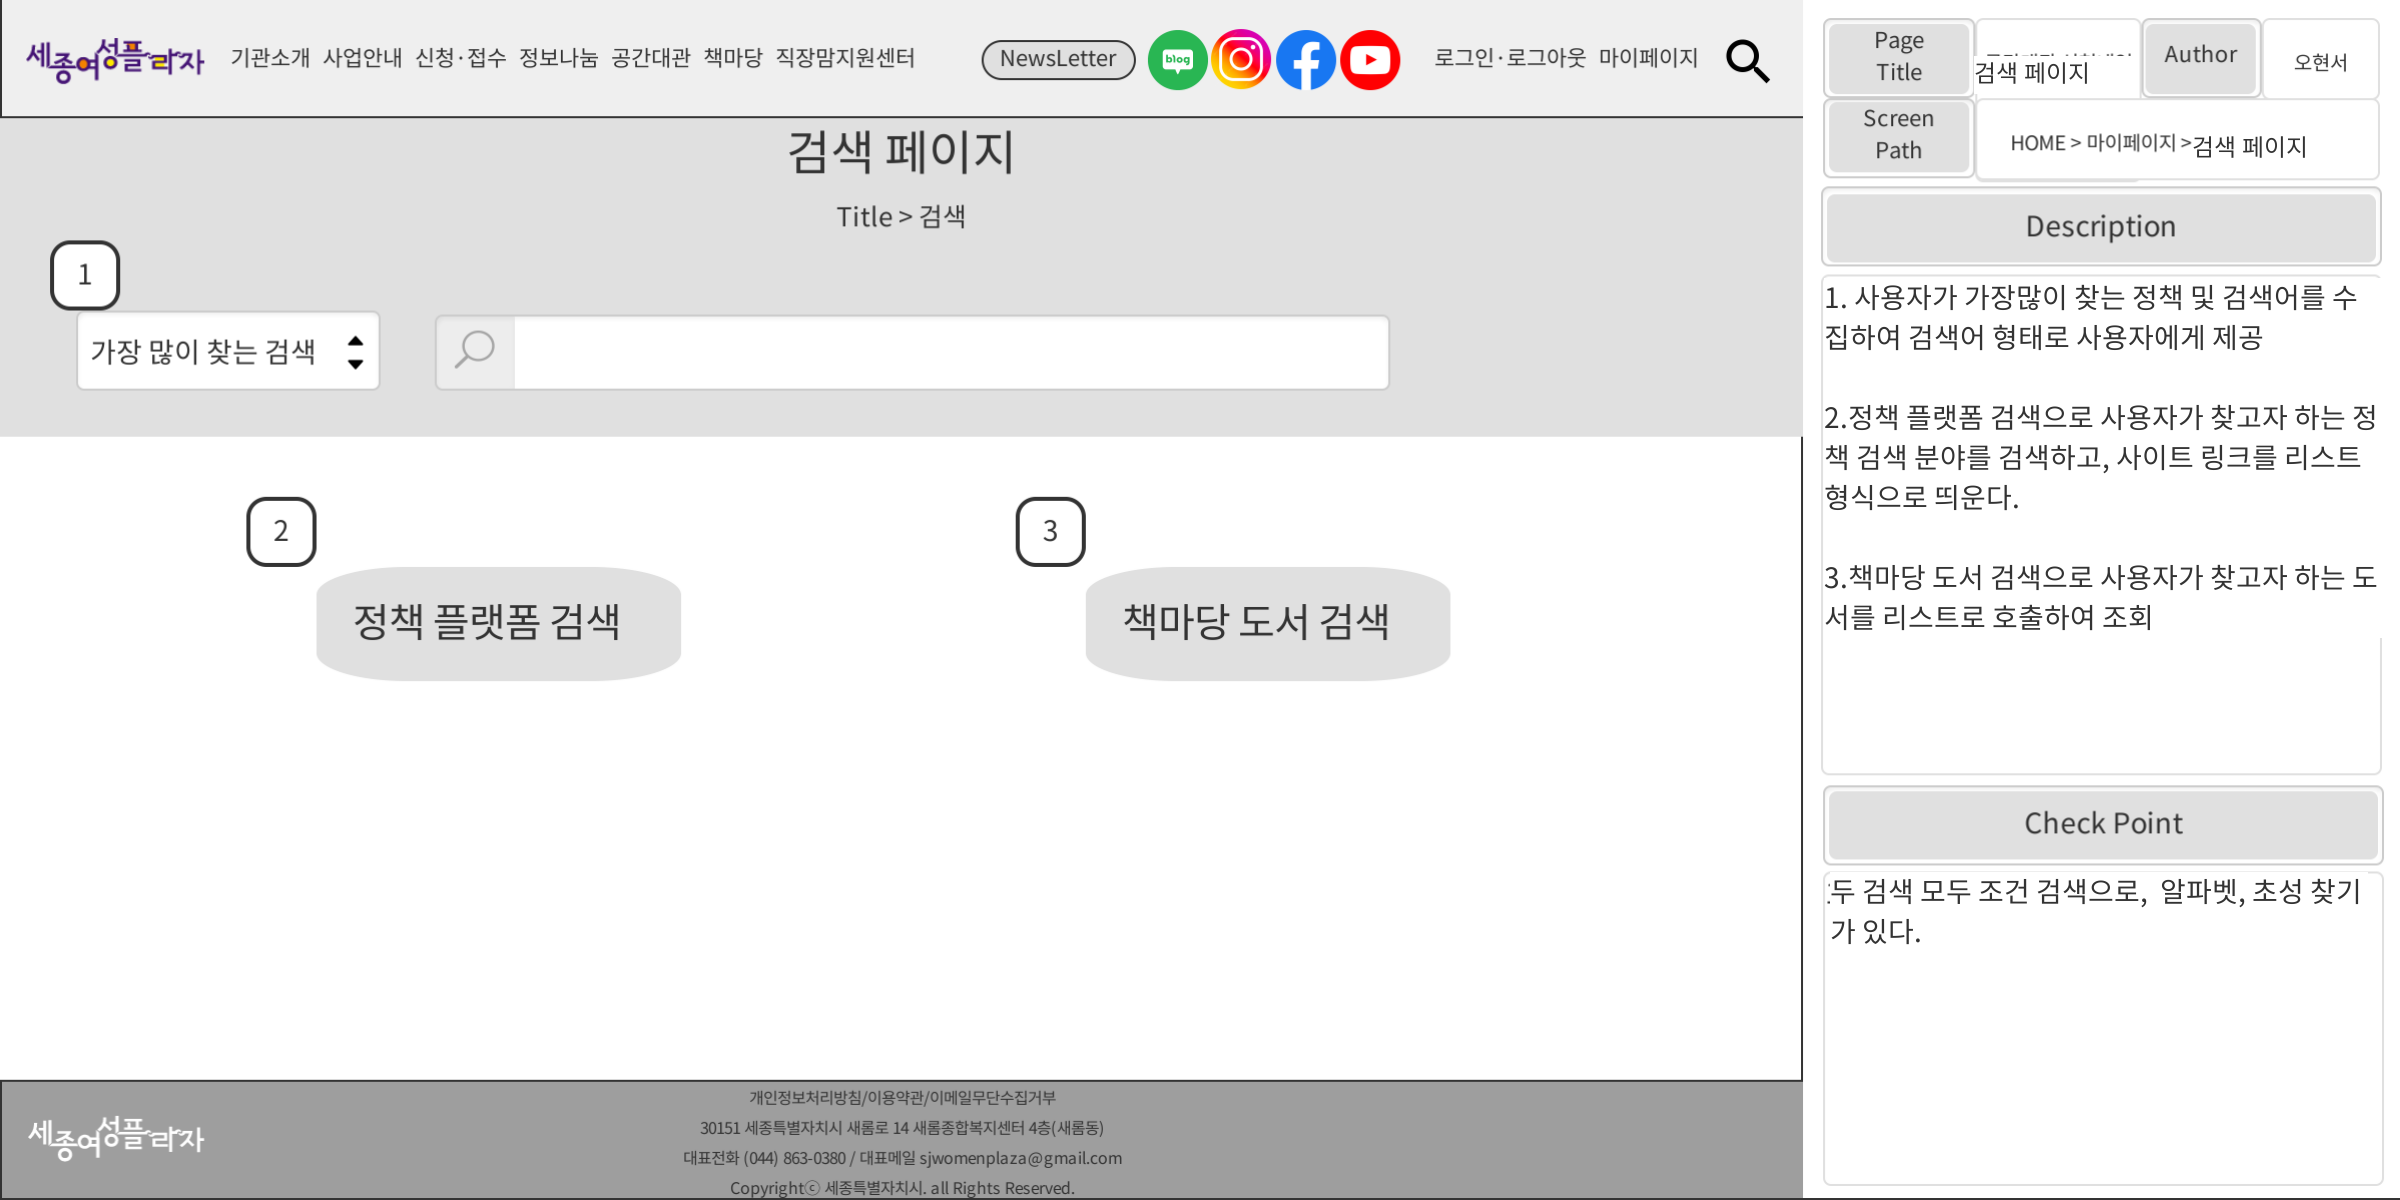 세종여성플라자
기관소개 사업안내 신청·접수 정보나눔 공간대관 책마당 직장맘지원센터
NewsLetter
blog
로그인·로그아웃 마이페이지
검색 페이지
Title > 검색
1
가장 많이 찾는 검색
2
정책 플랫폼 검색
3
책마당 도서 검색
세종여성플라자
개인정보처리방침/이용약관/이메일무단수집거부
30151 세종특별자치시 새롬로 14 새롬종합복지센터 4층(새롬동)
대표전화 (044) 863-0380 / 대표메일 sjwomenplaza@gmail.com
Copyrightⓒ 세종특별자치시. all Rights Reserved.
Page
Title
검색 페이지
Author
오현서
Screen
Path
HOME > 마이페이지 >검색 페이지
Description
1. 사용자가 가장많이 찾는 정책 및 검색어를 수
집하여 검색어 형태로 사용자에게 제공
2.정책 플랫폼 검색으로 사용자가 찾고자 하는 정
책 검색 분야를 검색하고, 사이트 링크를 리스트
형식으로 띄운다.
3.책마당 도서 검색으로 사용자가 찾고자 하는 도
서를 리스트로 호출하여 조회
Check Point
두 검색 모두 조건 검색으로, 알파벳, 초성 찾기
가 있다.